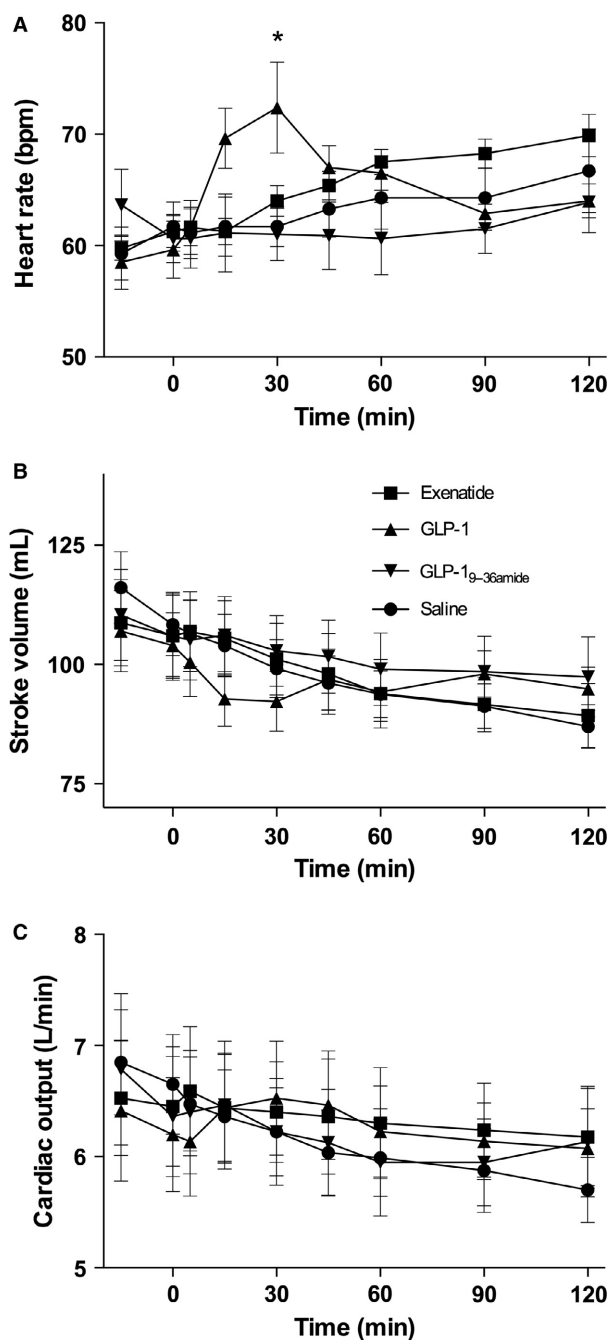 A
80
*
70
60
50
Heart rate (bpm)
0 30 60 90 120
Time (min)
B
125
100
75
Stroke volume (mL)
Exenatide
GLP-1
GLP-1₉₋₃₆ₐₘᵢdₑ
Saline
0 30 60 90 120
Time (min)
C
8
7
6
5
Cardiac output (L/min)
0 30 60 90 120
Time (min)